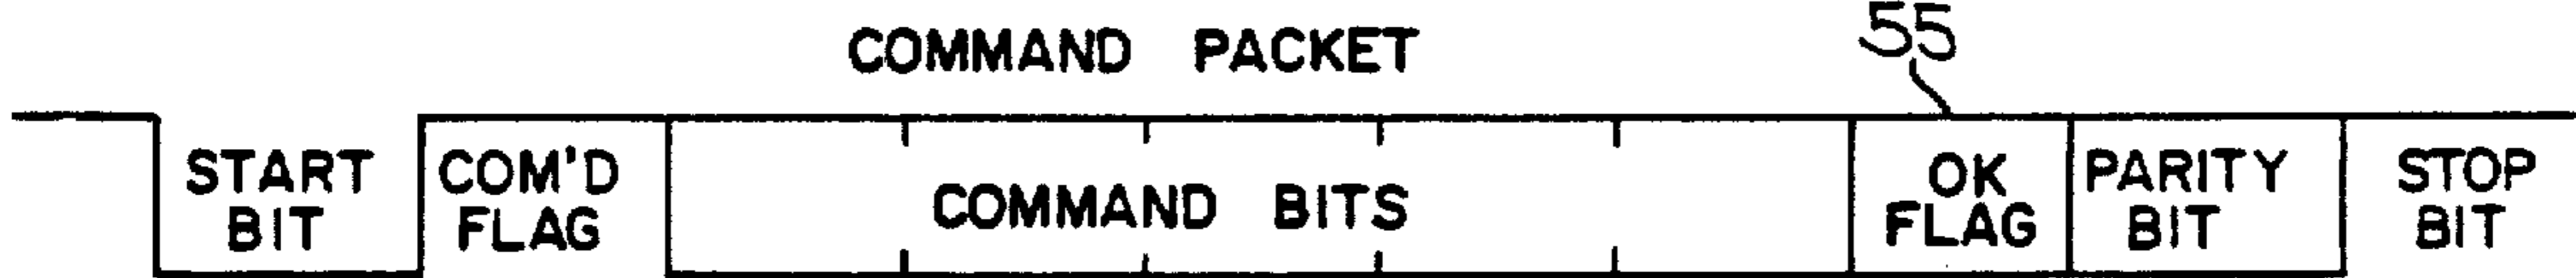 COMMAND PACKET
55
START BIT
COM'D FLAG
COMMAND BITS
OK FLAG
PARITY BIT
STOP BIT